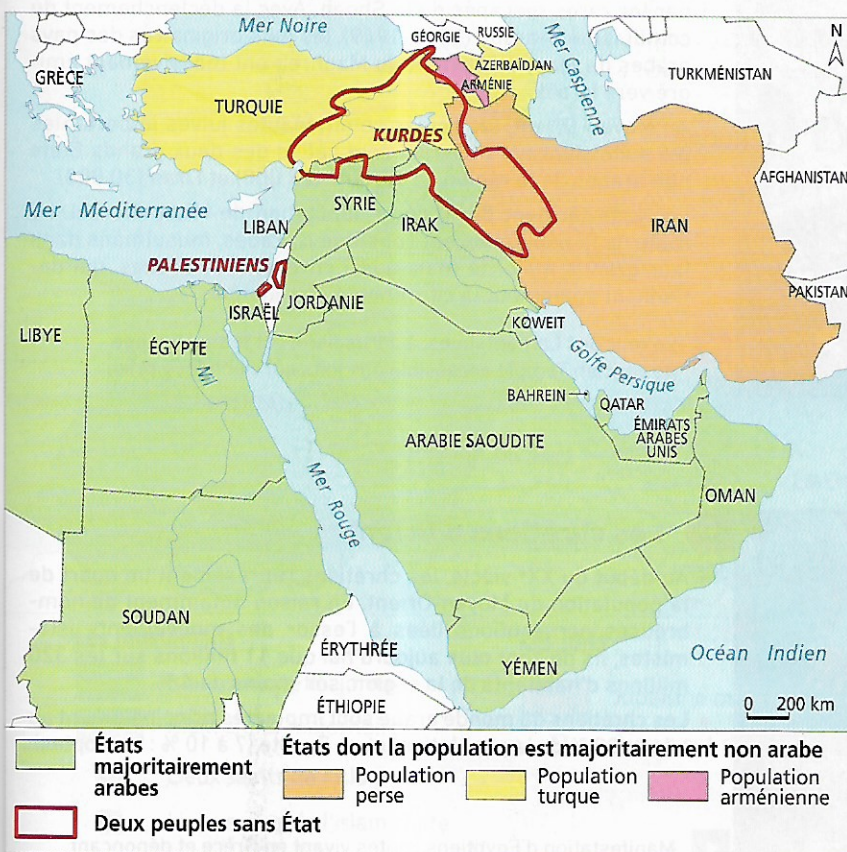 Mer Noire
GÉORGIE
RUSSIE
N
GRÈCE
Mer Caspienne
AZERBAÏDJAN
TURKMÉNISTAN
ARMÉNIE
TURQUIE
KURDES
AFGHANISTAN
SYRIE
Mer Méditerranée
LIBAN
IRAK
IRAN
PALESTINIENS
PAKISTAN
ISRAËL
JORDANIE
KOWEIT
LIBYE
ÉGYPTE
Nil
Golfe Persique
BAHREIN
QATAR
ÉMIRATS
ARABES
UNIS
ARABIE SAOUDITE
Mer Rouge
OMAN
SOUDAN
ÉRYTHRÉE
YÉMEN
Océan Indien
ÉTHIOPIE
0 200 km
États
majoritairement
arabes
États dont la population est majoritairement non arabe
Population
perse
Population
turque
Population
arménienne
Deux peuples sans État